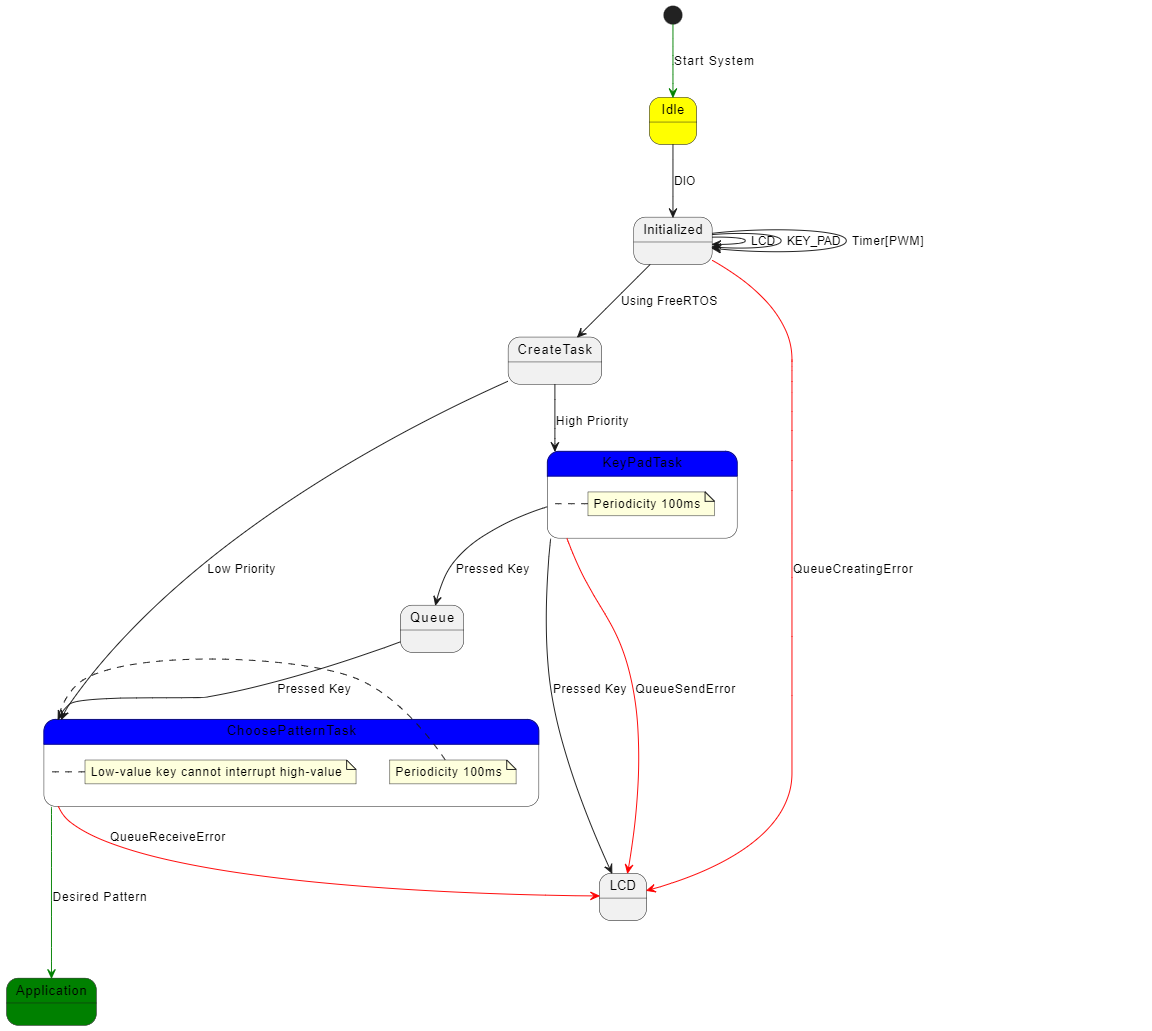 Start System
Idle
DIO
Initialized
LCD
KEY_PAD
Timer[PWM]
Using FreeRTOS
CreateTask
High Priority
KeyPadTask
Periodicity 100ms
Low Priority
Pressed Key
QueueCreatingError
Queue
Pressed Key
Pressed Key
QueueSendError
ChoosePatternTask
Low-value key cannot interrupt high-value
Periodicity 100ms
QueueReceiveError
LCD
Desired Pattern
Application